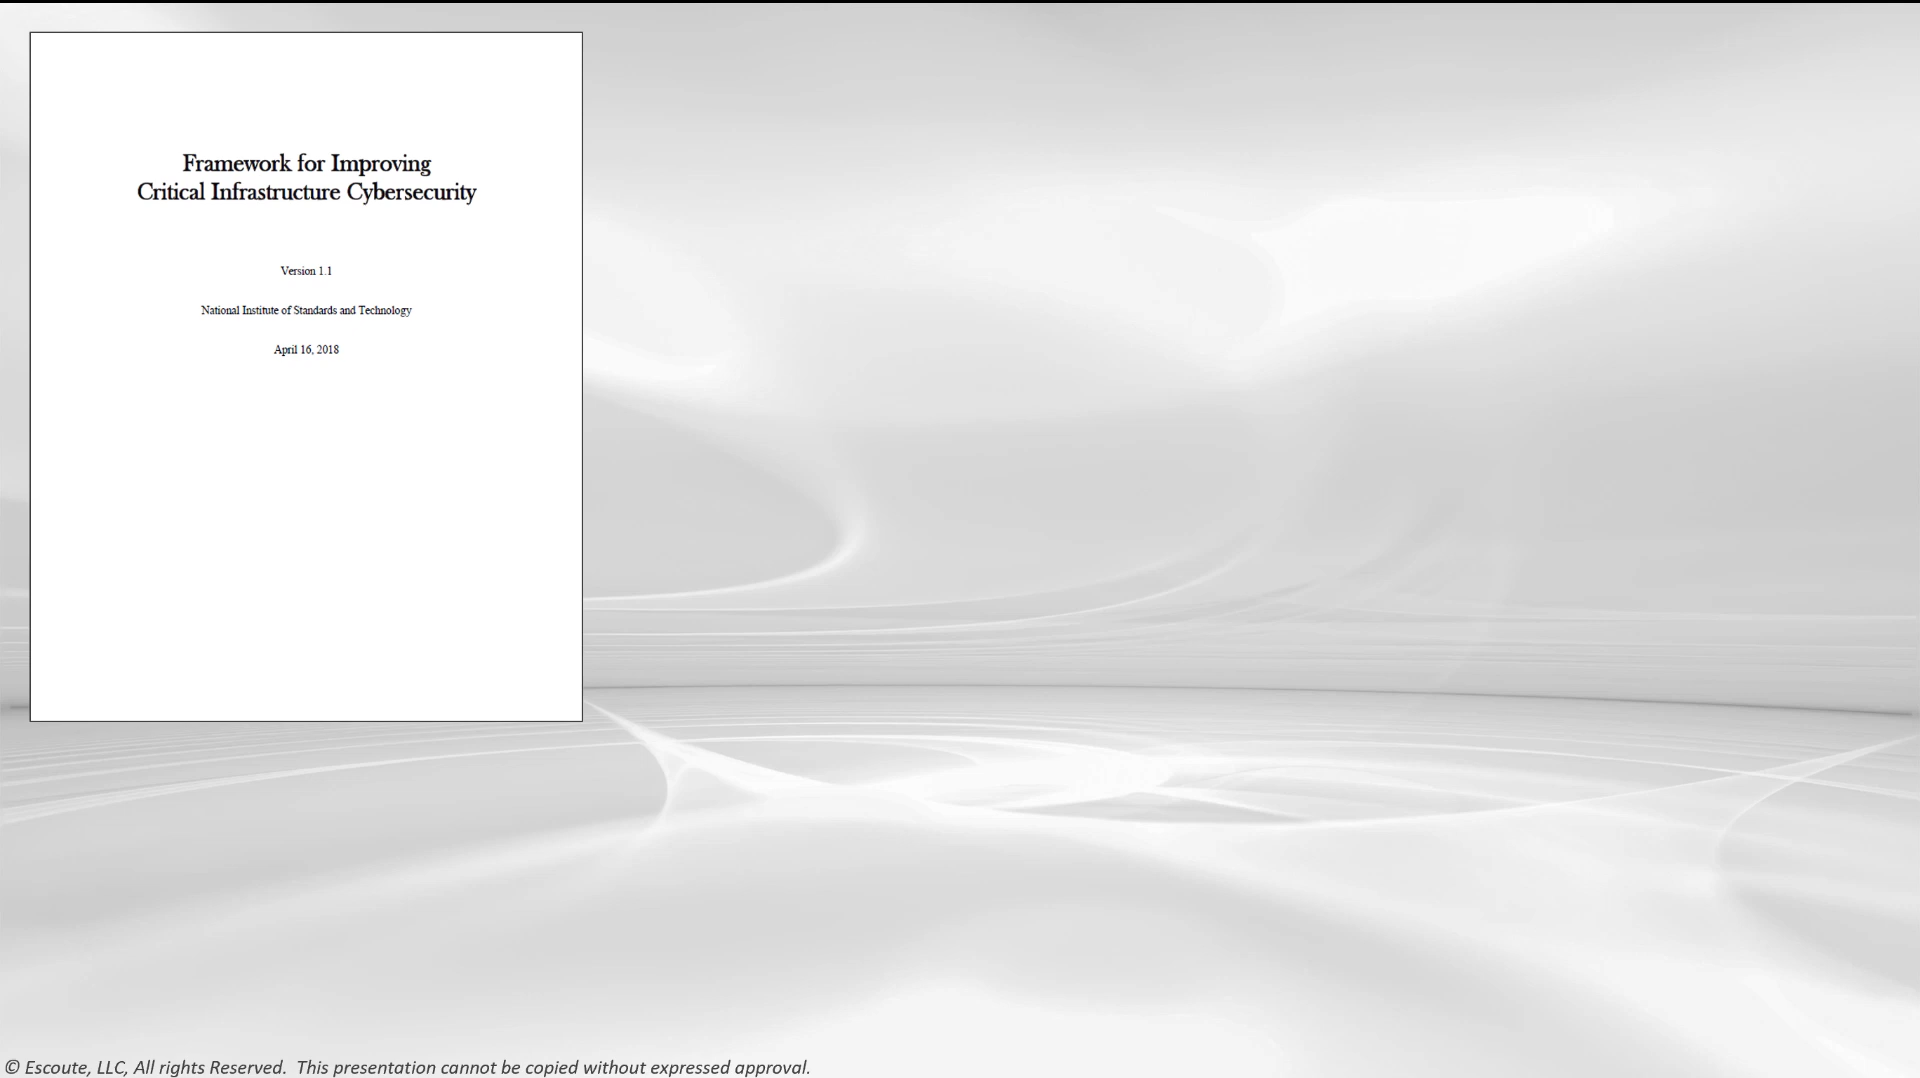 Framework for Improving
Critical Infrastructure Cybersecurity
Version 1.1
National Institute of Standards and Technology
April 16, 2018
© Escoute, LLC, All rights Reserved.  This presentation cannot be copied without expressed approval.